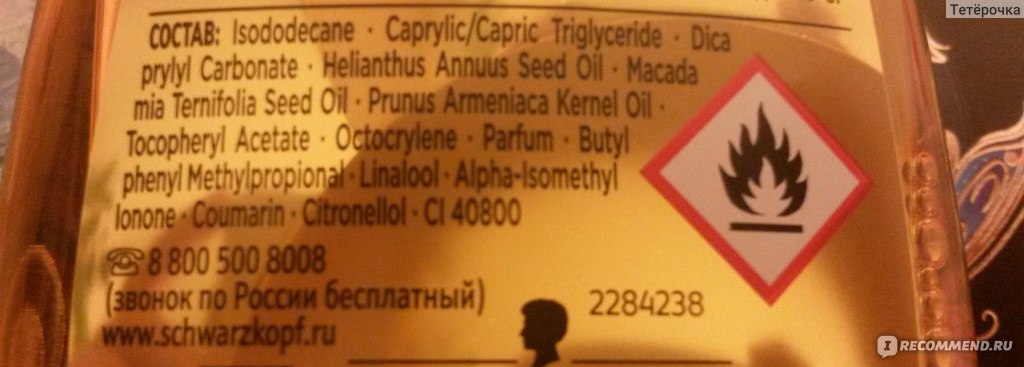 Тетёрочка
СОСТАВ: Isododecane · Caprylic/Capric Triglyceride · Dica
prylyl Carbonate · Helianthus Annuus Seed Oil · Macada
mia Ternifolia Seed Oil · Prunus Armeniaca Kernel Oil ·
Tocopheryl Acetate · Octocrylene · Parfum · Butyl
phenyl Methylpropional · Linalool · Alpha-Isomethyl
Ionone · Coumarin · Citronellol · CI 40800
☎ 8 800 500 8008
(звонок по России бесплатный)
2284238
www.schwarzkopf.ru
IRECOMMEND.RU